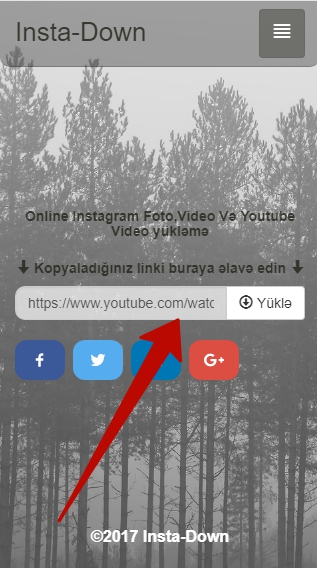 Insta-Down
Online Instagram Foto,Video Və Youtube
Video yukləmə
Kopyaladığınız linki buraya əlavə edin
https://www.youtube.com/watc
Yüklə
G+
©2017 Insta-Down